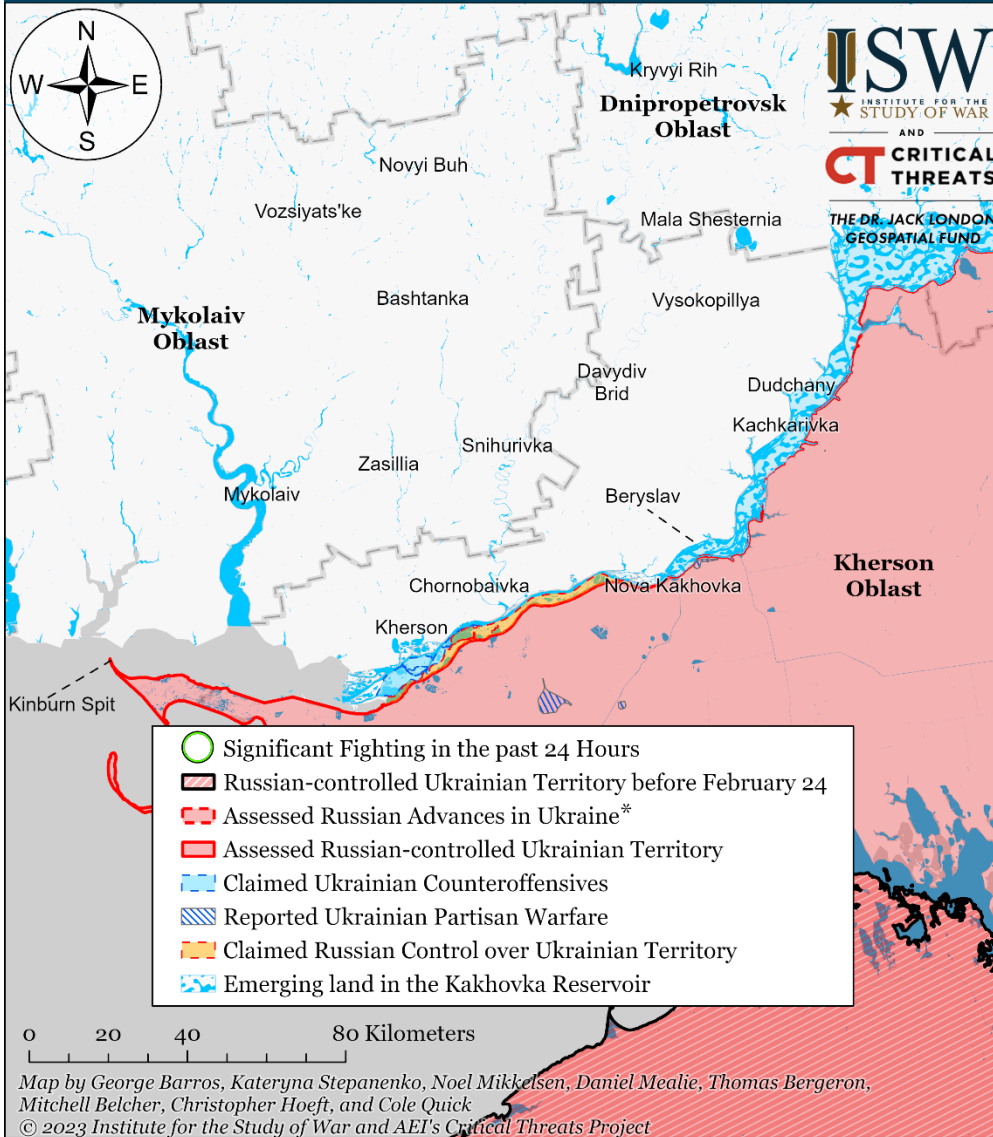 N
W
E
S
ISW
INSTITUTE FOR THE
STUDY OF WAR
AND
CT CRITICAL
THREATS
THE DR. JACK LONDON
GEOSPATIAL FUND
Kryvyi Rih
Dnipropetrovsk
Oblast
Novyi Buh
Vozsiyats'ke
Mala Shesternia
Bashtanka
Vysokopillya
Mykolaiv
Oblast
Davydiv
Brid
Dudchany
Kachkarivka
Snihurivka
Zasillia
Mykolaiv
Beryslav
Kherson
Oblast
Chornobaivka
Nova Kakhovka
Kherson
Kinburn Spit
Significant Fighting in the past 24 Hours
Russian-controlled Ukrainian Territory before February 24
Assessed Russian Advances in Ukraine*
Assessed Russian-controlled Ukrainian Territory
Claimed Ukrainian Counteroffensives
Reported Ukrainian Partisan Warfare
Claimed Russian Control over Ukrainian Territory
Emerging land in the Kakhovka Reservoir
0 20 40 80 Kilometers
Map by George Barros, Kateryna Stepanenko, Noel Mikkelsen, Daniel Mealie, Thomas Bergeron,
Mitchell Belcher, Christopher Hoeft, and Cole Quick
© 2023 Institute for the Study of War and AEI's Critical Threats Project